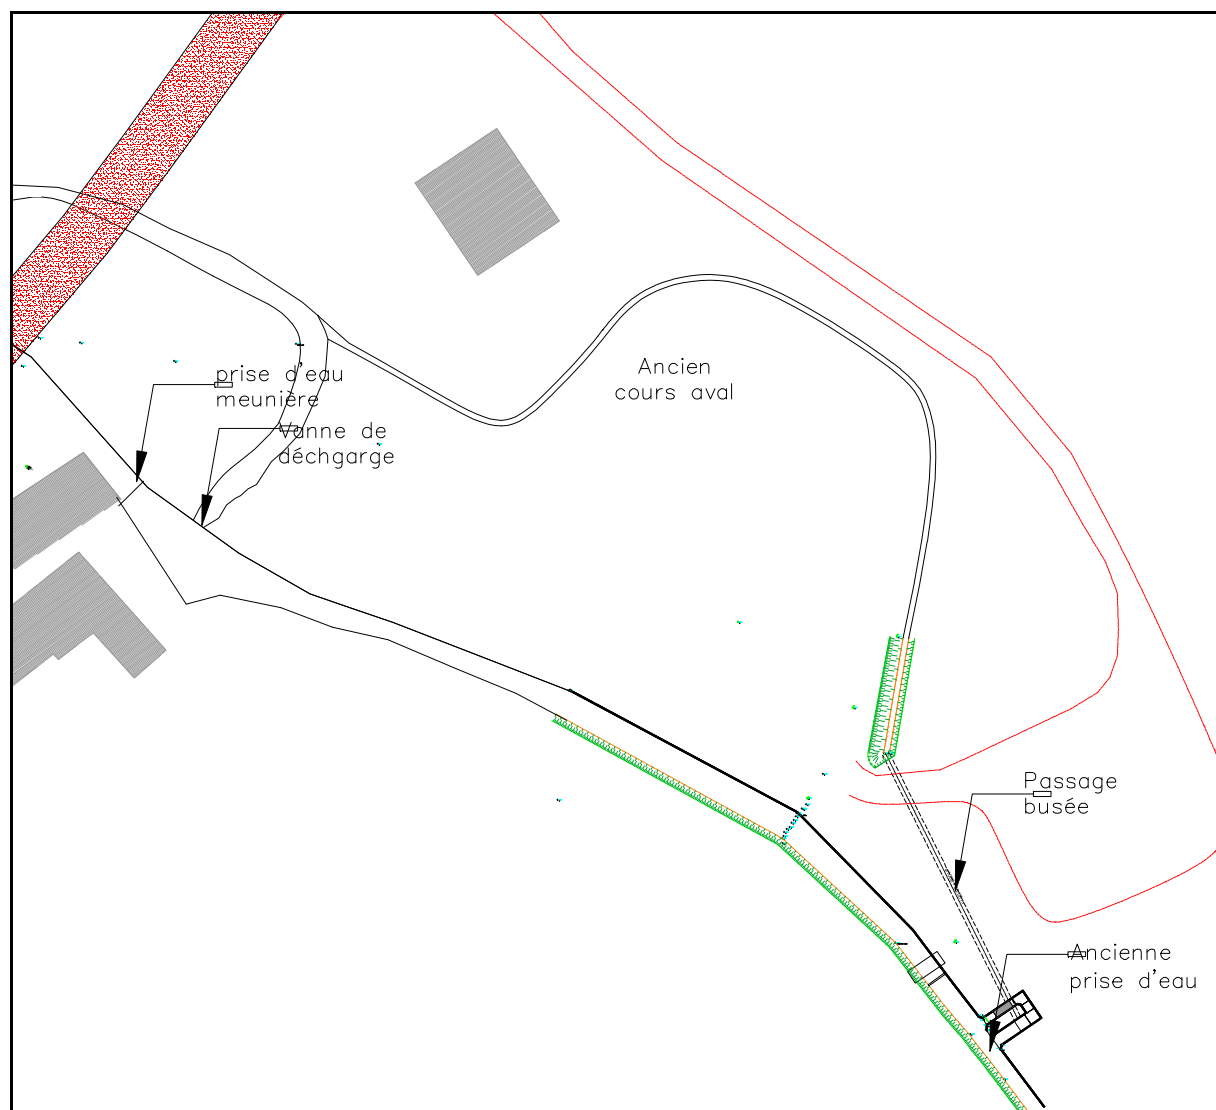 Ancien
cours aval
prise d'eau
meunière
Vanne de
déchgarge
Passage
busée
Ancienne
prise d'eau